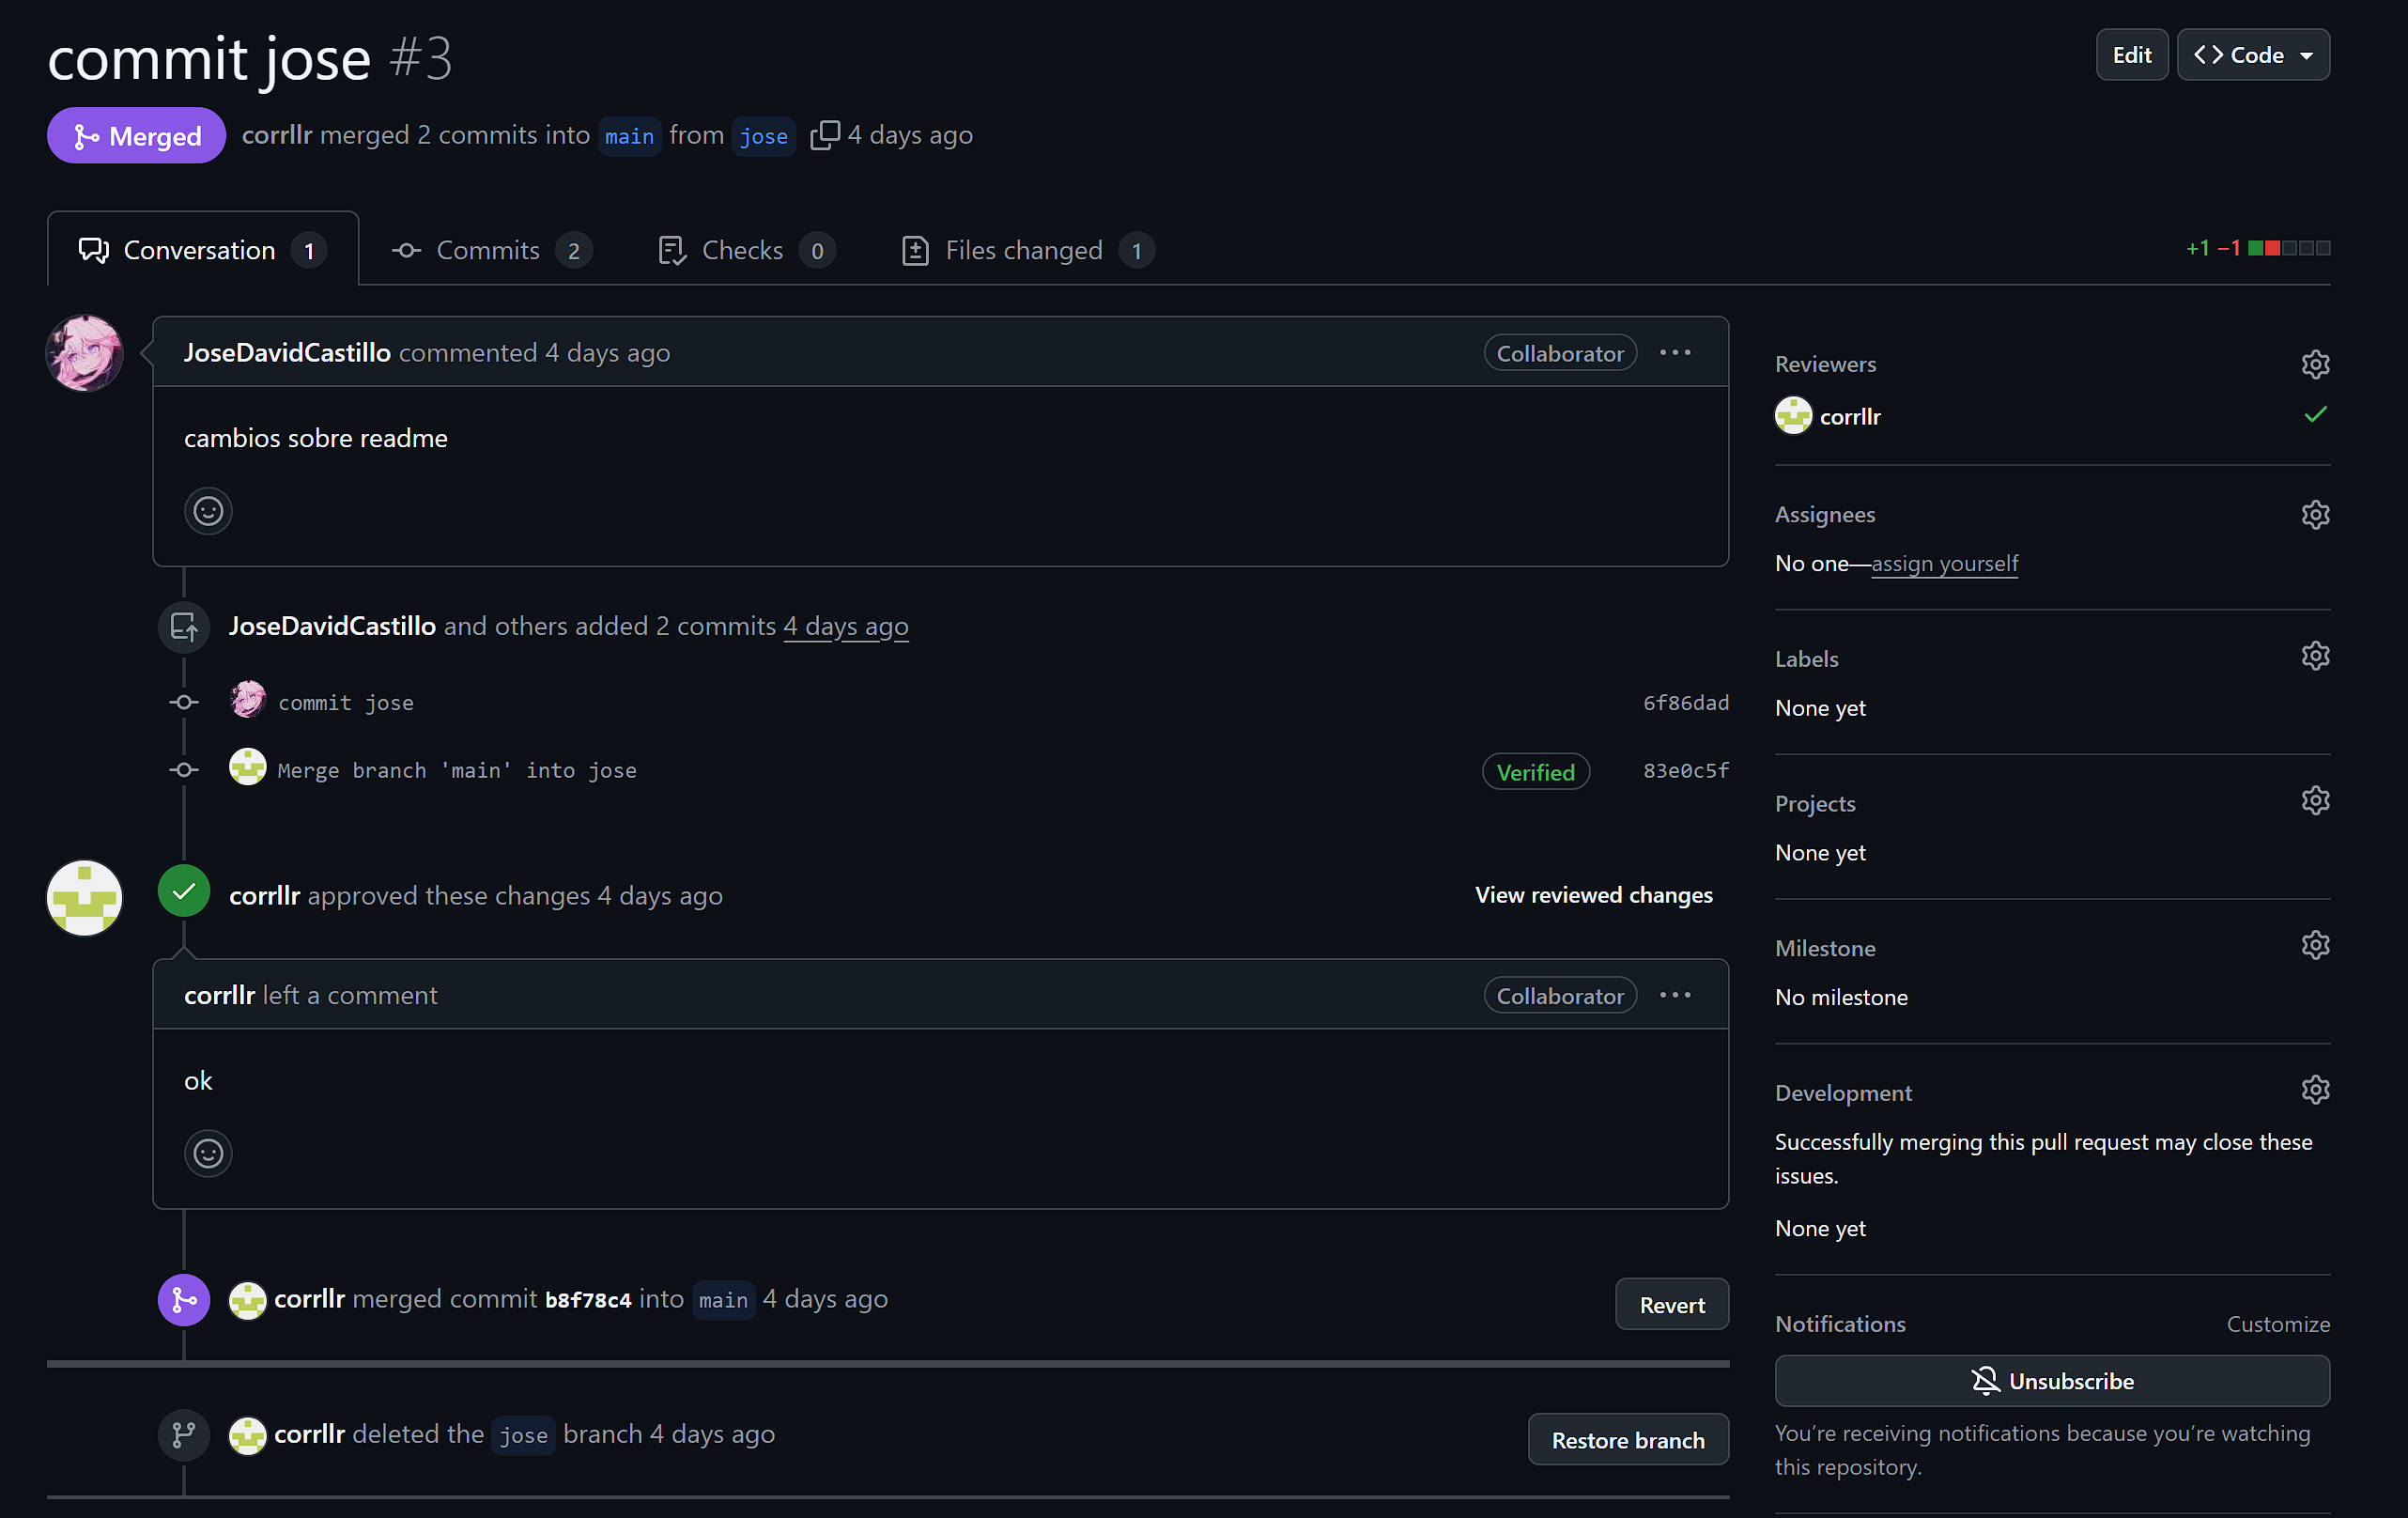 commit jose #3
Edit
Code
Merged
corrllr merged 2 commits into main from jose 4 days ago
Conversation 1
Commits 2
Checks 0
Files changed 1
+1 −1
JoseDavidCastillo commented 4 days ago
Collaborator
cambios sobre readme
JoseDavidCastillo and others added 2 commits 4 days ago
commit jose
6f86dad
Merge branch 'main' into jose
Verified
83e0c5f
corrllr approved these changes 4 days ago
View reviewed changes
corrllr left a comment
Collaborator
ok
corrllr merged commit b8f78c4 into main 4 days ago
Revert
corrllr deleted the jose branch 4 days ago
Restore branch
Reviewers
corrllr
Assignees
No one—assign yourself
Labels
None yet
Projects
None yet
Milestone
No milestone
Development
Successfully merging this pull request may close these
issues.
None yet
Notifications
Customize
Unsubscribe
You're receiving notifications because you're watching
this repository.